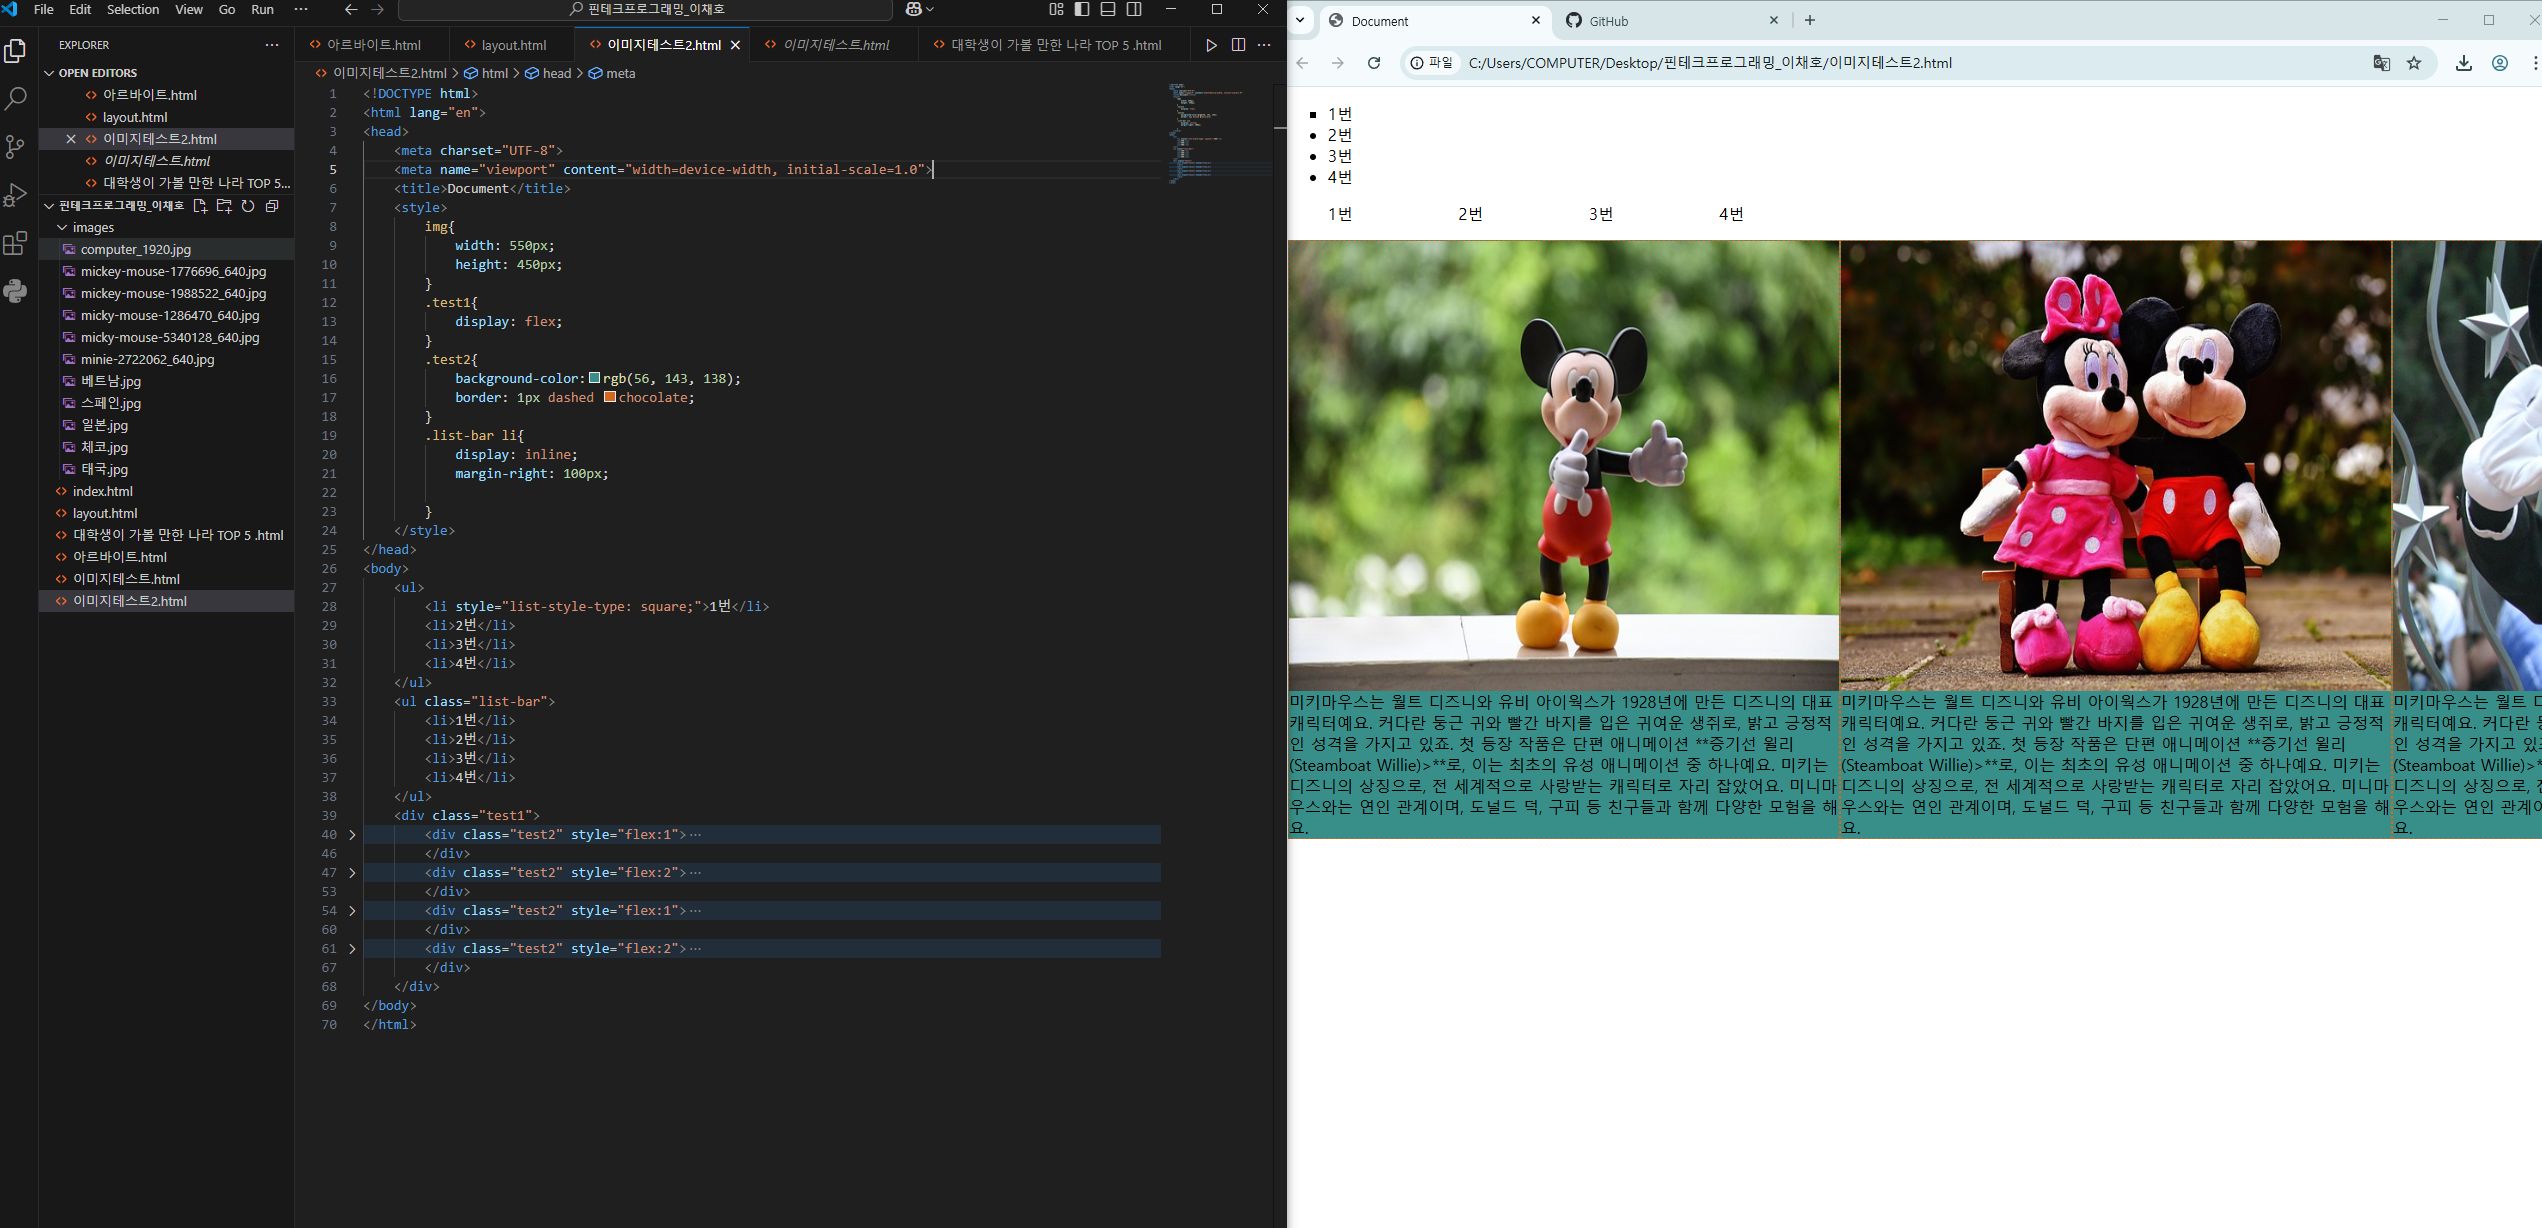 File Edit Selection View Go Run ··· 핀테크프로그래밍_이채호
EXPLORER ···
OPEN EDITORS
아르바이트.html
layout.html
이미지테스트2.html
이미지테스트.html
대학생이 가볼 만한 나라 TOP 5...
핀테크프로그래밍_이채호
images
computer_1920.jpg
mickey-mouse-1776696_640.jpg
mickey-mouse-1988522_640.jpg
micky-mouse-1286470_640.jpg
micky-mouse-5340128_640.jpg
minie-2722062_640.jpg
베트남.jpg
스페인.jpg
일본.jpg
체코.jpg
태국.jpg
index.html
layout.html
대학생이 가볼 만한 나라 TOP 5 .html
아르바이트.html
이미지테스트.html
이미지테스트2.html
아르바이트.html layout.html 이미지테스트2.html 이미지테스트.html 대학생이 가볼 만한 나라 TOP 5 .html
이미지테스트2.html > html > head > meta
1 <!DOCTYPE html>
2 <html lang="en">
3 <head>
4 <meta charset="UTF-8">
5 <meta name="viewport" content="width=device-width, initial-scale=1.0">
6 <title>Document</title>
7 <style>
8 img{
9 width: 550px;
10 height: 450px;
11 }
12 .test1{
13 display: flex;
14 }
15 .test2{
16 background-color: rgb(56, 143, 138);
17 border: 1px dashed chocolate;
18 }
19 .list-bar li{
20 display: inline;
21 margin-right: 100px;
22
23 }
24 </style>
25 </head>
26 <body>
27 <ul>
28 <li style="list-style-type: square;">1번</li>
29 <li>2번</li>
30 <li>3번</li>
31 <li>4번</li>
32 </ul>
33 <ul class="list-bar">
34 <li>1번</li>
35 <li>2번</li>
36 <li>3번</li>
37 <li>4번</li>
38 </ul>
39 <div class="test1">
40 <div class="test2" style="flex:1">···
46 </div>
47 <div class="test2" style="flex:2">···
53 </div>
54 <div class="test2" style="flex:1">···
60 </div>
61 <div class="test2" style="flex:2">···
67 </div>
68 </div>
69 </body>
70 </html>
Document GitHub
파일 C:/Users/COMPUTER/Desktop/핀테크프로그래밍_이채호/이미지테스트2.html
1번
2번
3번
4번
1번 2번 3번 4번
미키마우스는 월트 디즈니와 유비 아이웍스가 1928년에 만든 디즈니의 대표
캐릭터예요. 커다란 둥근 귀와 빨간 바지를 입은 귀여운 생쥐로, 밝고 긍정적
인 성격을 가지고 있죠. 첫 등장 작품은 단편 애니메이션 **증기선 윌리
(Steamboat Willie)>**로, 이는 최초의 유성 애니메이션 중 하나예요. 미키는
디즈니의 상징으로, 전 세계적으로 사랑받는 캐릭터로 자리 잡았어요. 미니마
우스와는 연인 관계이며, 도널드 덕, 구피 등 친구들과 함께 다양한 모험을 해
요.
미키마우스는 월트 디즈니와 유비 아이웍스가 1928년에 만든 디즈니의 대표
캐릭터예요. 커다란 둥근 귀와 빨간 바지를 입은 귀여운 생쥐로, 밝고 긍정적
인 성격을 가지고 있죠. 첫 등장 작품은 단편 애니메이션 **증기선 윌리
(Steamboat Willie)>**로, 이는 최초의 유성 애니메이션 중 하나예요. 미키는
디즈니의 상징으로, 전 세계적으로 사랑받는 캐릭터로 자리 잡았어요. 미니마
우스와는 연인 관계이며, 도널드 덕, 구피 등 친구들과 함께 다양한 모험을 해
요.
미키마우스는 월트
캐릭터예요. 커다란
인 성격을 가지고 있
(Steamboat Willie)>*
디즈니의 상징으로,
우스와는 연인 관계
요.